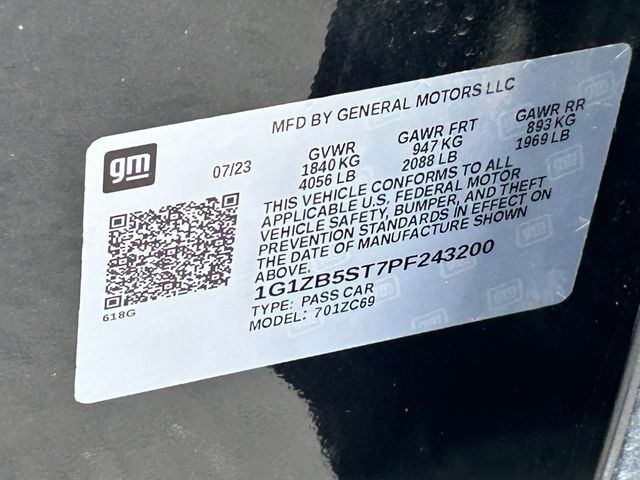 MFD BY GENERAL MOTORS LLC
gm
07/23
GVWR GAWR FRT GAWR RR
1840 KG 947 KG 893 KG
4056 LB 2088 LB 1969 LB
THIS VEHICLE CONFORMS TO ALL
APPLICABLE U.S. FEDERAL MOTOR
VEHICLE SAFETY, BUMPER, AND THEFT
PREVENTION STANDARDS IN EFFECT ON
THE DATE OF MANUFACTURE SHOWN
ABOVE.
1G1ZB5ST7PF243200
TYPE: PASS CAR
MODEL: 701ZC69
618G